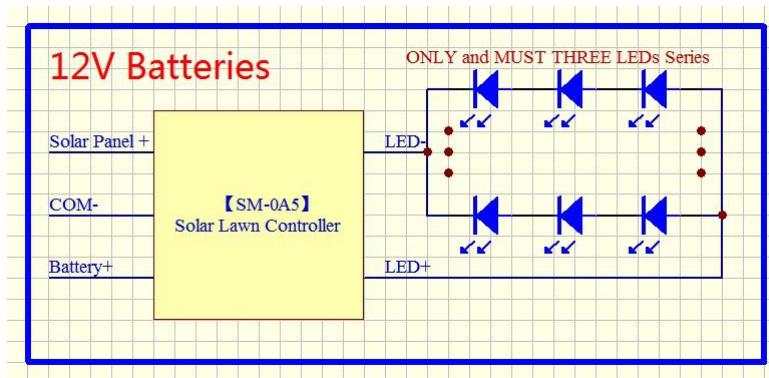 12V Batteries
ONLY and MUST THREE LEDs Series
Solar Panel +
LED-
COM-
【SM-0A5】
Solar Lawn Controller
Battery+
LED+